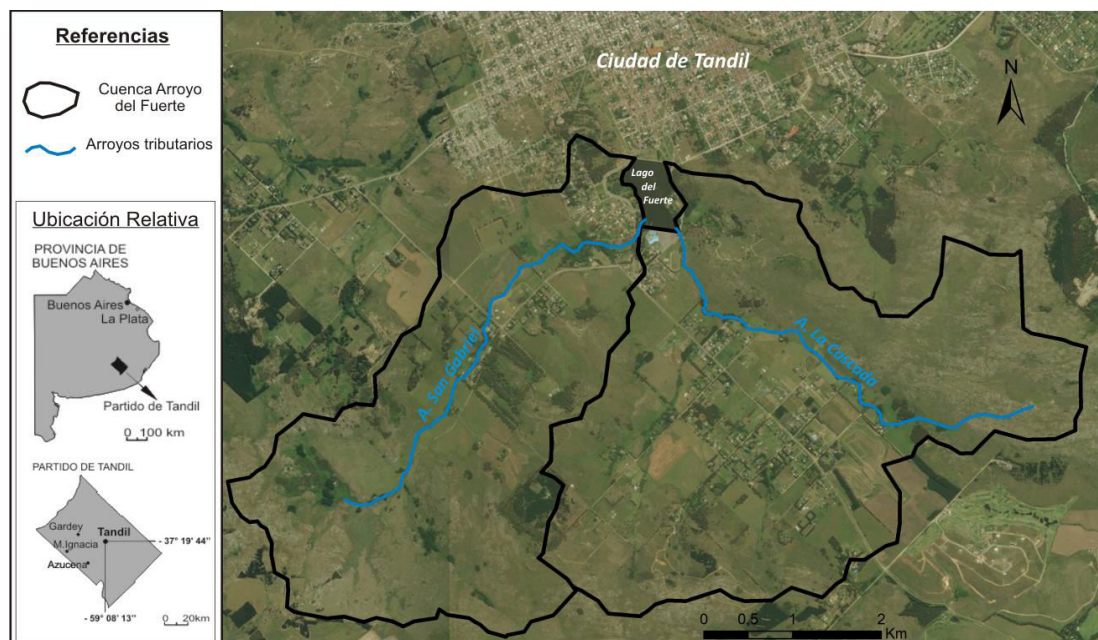 Referencias
Cuenca Arroyo
del Fuerte
Arroyos tributarios
Ubicación Relativa
PROVINCIA DE
BUENOS AIRES
Buenos Aires
La Plata
Partido de Tandil
0 100 km
PARTIDO DE TANDIL
Gardey
Tandil
M.Ignacia
Azucena
- 37° 19' 44"
- 59° 08' 13"
0 20km
Ciudad de Tandil
N
Lago
del
Fuerte
A. San Gabriel
A. La Cascada
0 0,5 1 2
Km